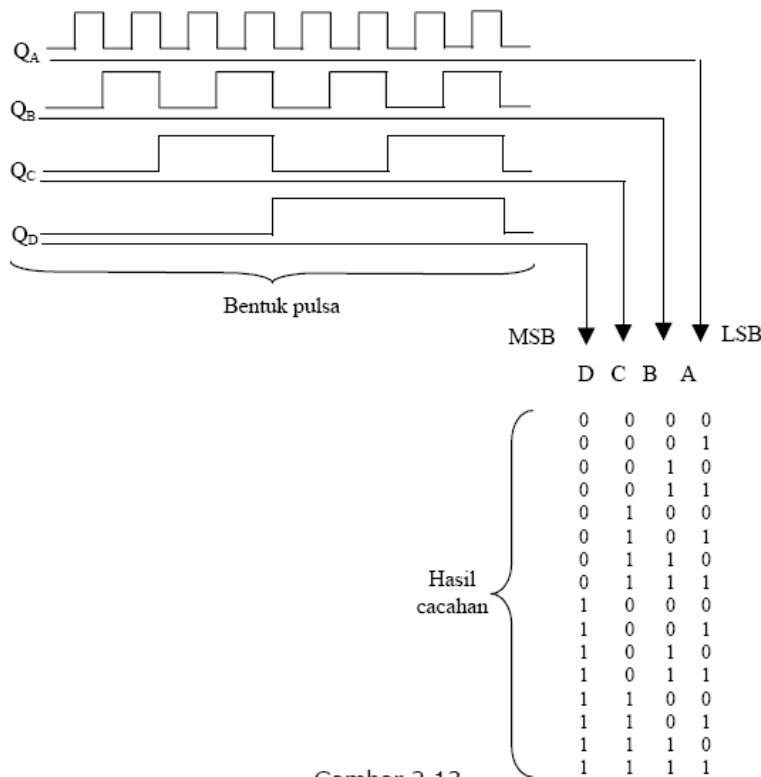 QA
QB
QC
QD
Bentuk pulsa
MSB LSB
D C B A
0 0 0 0
0 0 0 1
0 0 1 0
0 0 1 1
0 1 0 0
0 1 0 1
0 1 1 0
0 1 1 1
1 0 0 0
1 0 0 1
1 0 1 0
1 0 1 1
1 1 0 0
1 1 0 1
1 1 1 0
1 1 1 1
Hasil
cacahan